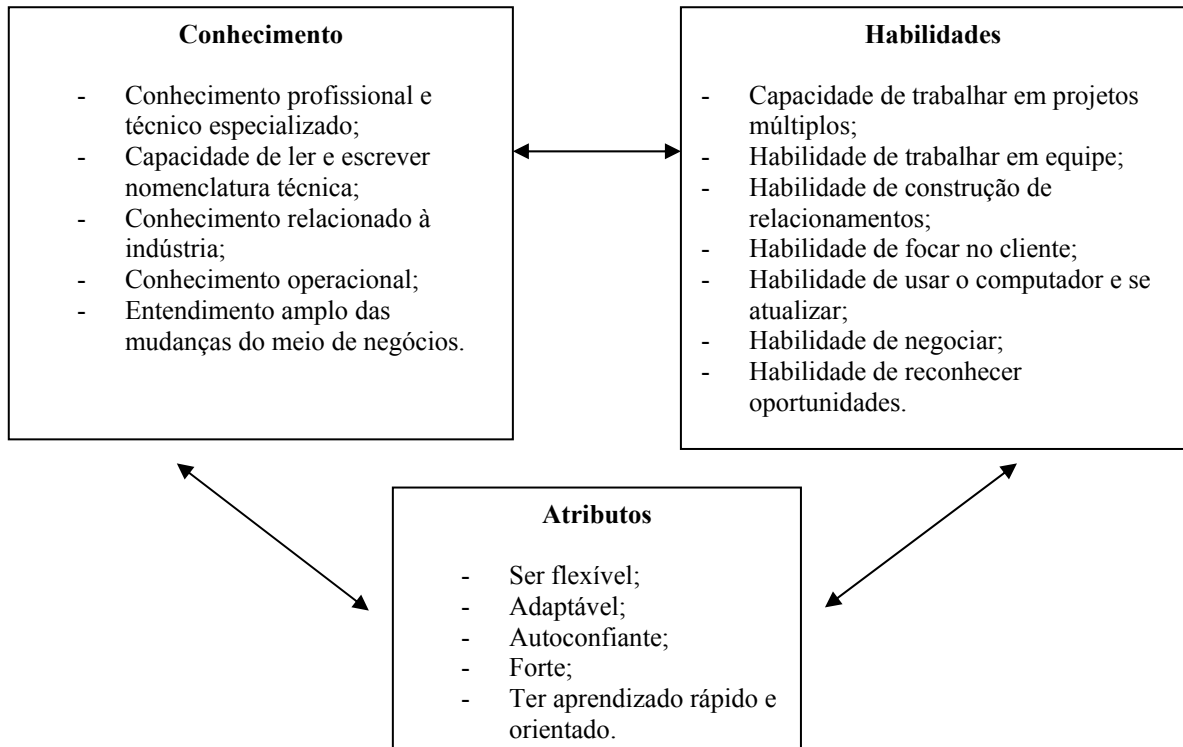 Conhecimento
- Conhecimento profissional e
técnico especializado;
- Capacidade de ler e escrever
nomenclatura técnica;
- Conhecimento relacionado à
indústria;
- Conhecimento operacional;
- Entendimento amplo das
mudanças do meio de negócios.
Habilidades
- Capacidade de trabalhar em projetos
múltiplos;
- Habilidade de trabalhar em equipe;
- Habilidade de construção de
relacionamentos;
- Habilidade de focar no cliente;
- Habilidade de usar o computador e se
atualizar;
- Habilidade de negociar;
- Habilidade de reconhecer
oportunidades.
Atributos
- Ser flexível;
- Adaptável;
- Autoconfiante;
- Forte;
- Ter aprendizado rápido e
orientado.